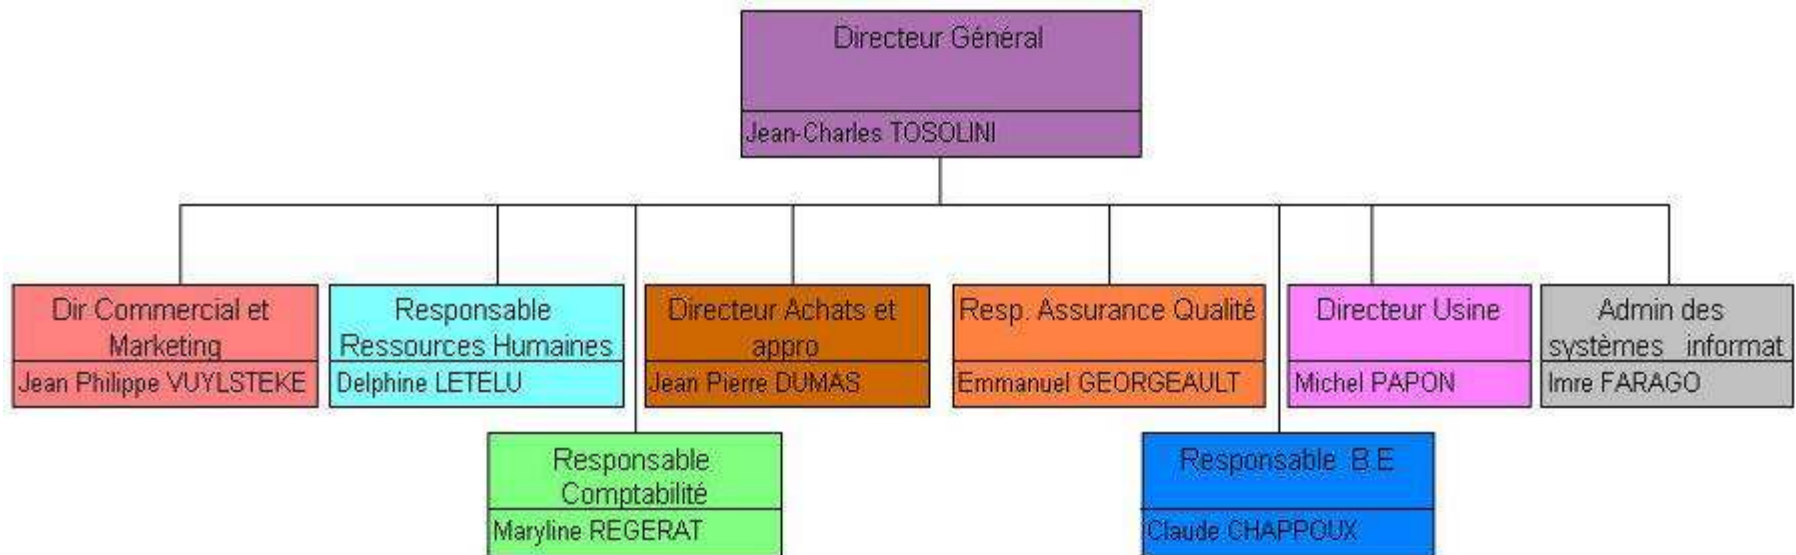 Directeur Général
Jean-Charles TOSOLINI
Dir Commercial et
Marketing
Jean Philippe VUYLSTEKE
Responsable
Ressources Humaines
Delphine LETELU
Directeur Achats et
appro
Jean Pierre DUMAS
Resp. Assurance Qualité
Emmanuel GEORGEAULT
Directeur Usine
Michel PAPON
Admin des
systèmes informat
Imre FARAGO
Responsable
Comptabilité
Maryline REGERAT
Responsable B.E
Claude CHAPPOUX